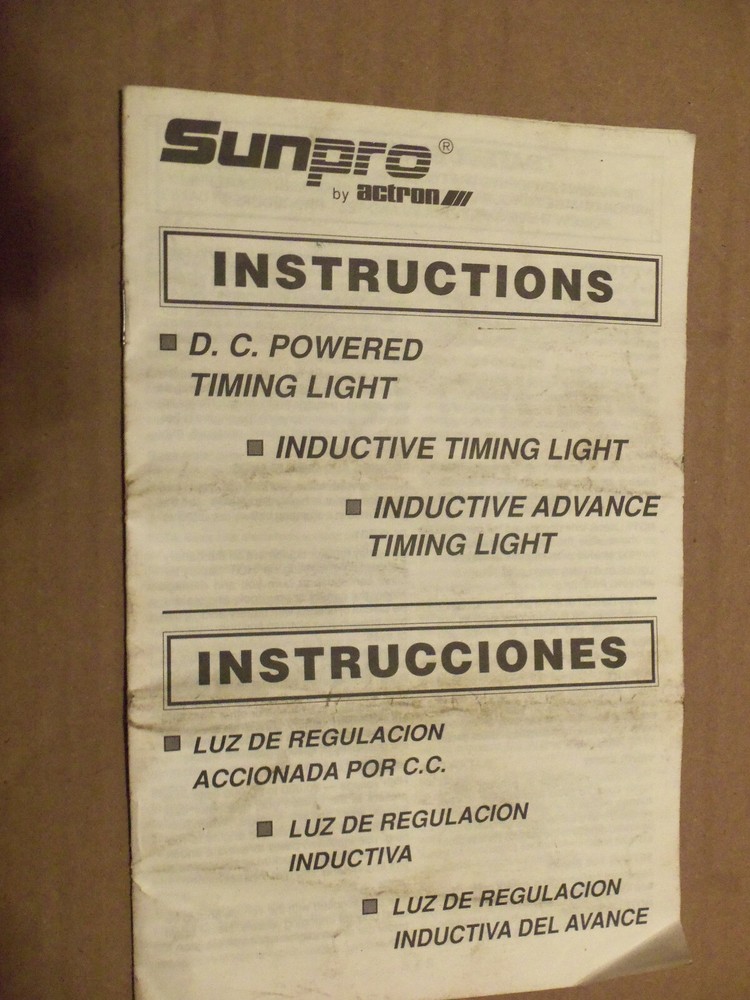 Sunpro®
by actron
INSTRUCTIONS
D. C. POWERED
TIMING LIGHT
INDUCTIVE TIMING LIGHT
INDUCTIVE ADVANCE
TIMING LIGHT
INSTRUCCIONES
LUZ DE REGULACION
ACCIONADA POR C.C.
LUZ DE REGULACION
INDUCTIVA
LUZ DE REGULACION
INDUCTIVA DEL AVANCE